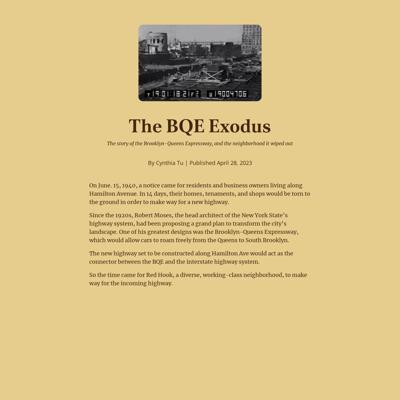 The BQE Exodus
The story of the Brooklyn-Queens Expressway, and the neighborhood it wiped out
By Cynthia Tu | Published April 28, 2023
On June. 15, 1940, a notice came for residents and business owners living along
Hamilton Avenue. In 14 days, their homes, tenaments, and shops would be torn to
the ground in order to make way for a new highway.
Since the 1920s, Robert Moses, the head architect of the New York State's
highway system, had been proposing a grand plan to transform the city's
landscape. One of his greatest designs was the Brooklyn-Queens Expressway,
which would allow cars to roam freely from the Queens to South Brooklyn.
The new highway set to be constructed along Hamilton Ave would act as the
connector between the BQE and the interstate highway system.
So the time came for Red Hook, a diverse, working-class neighborhood, to make
way for the incoming highway.